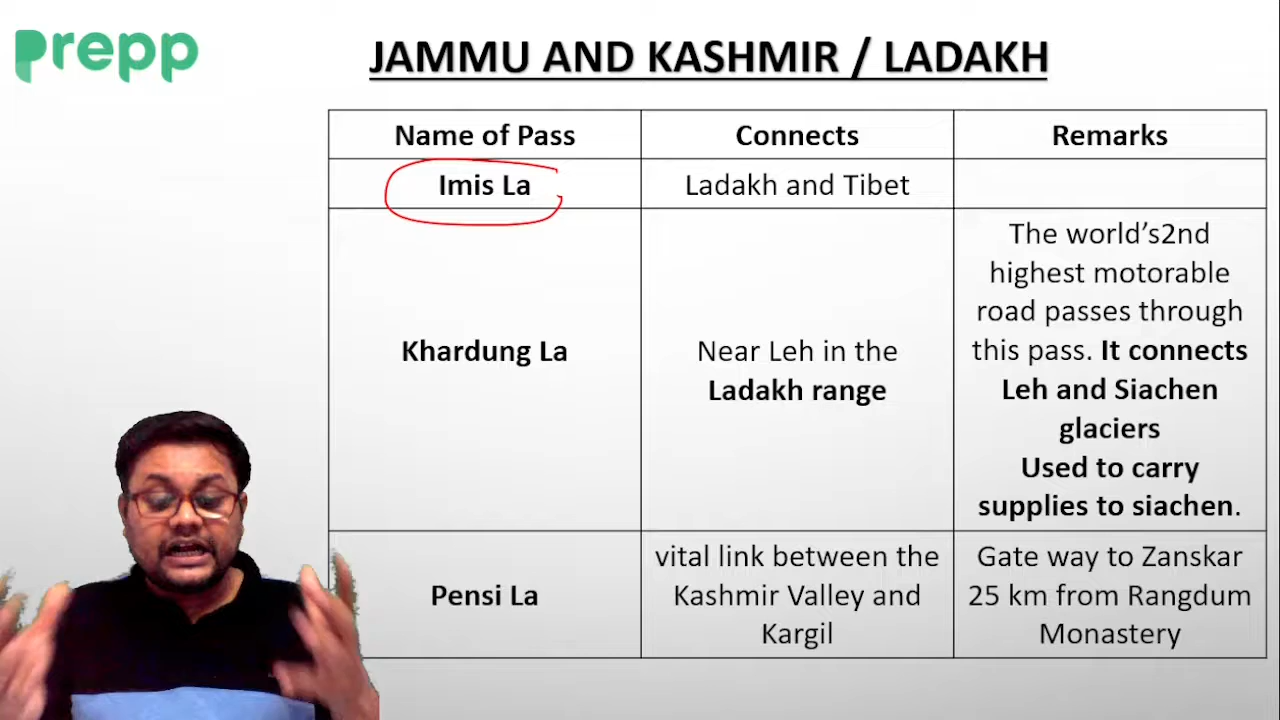 prepp
JAMMU AND KASHMIR / LADAKH
Name of Pass
Connects
Remarks
Imis La
Ladakh and Tibet
Khardung La
Near Leh in the
Ladakh range
The world’s2nd
highest motorable
road passes through
this pass. It connects
Leh and Siachen
glaciers
Used to carry
supplies to siachen.
Pensi La
vital link between the
Kashmir Valley and
Kargil
Gate way to Zanskar
25 km from Rangdum
Monastery